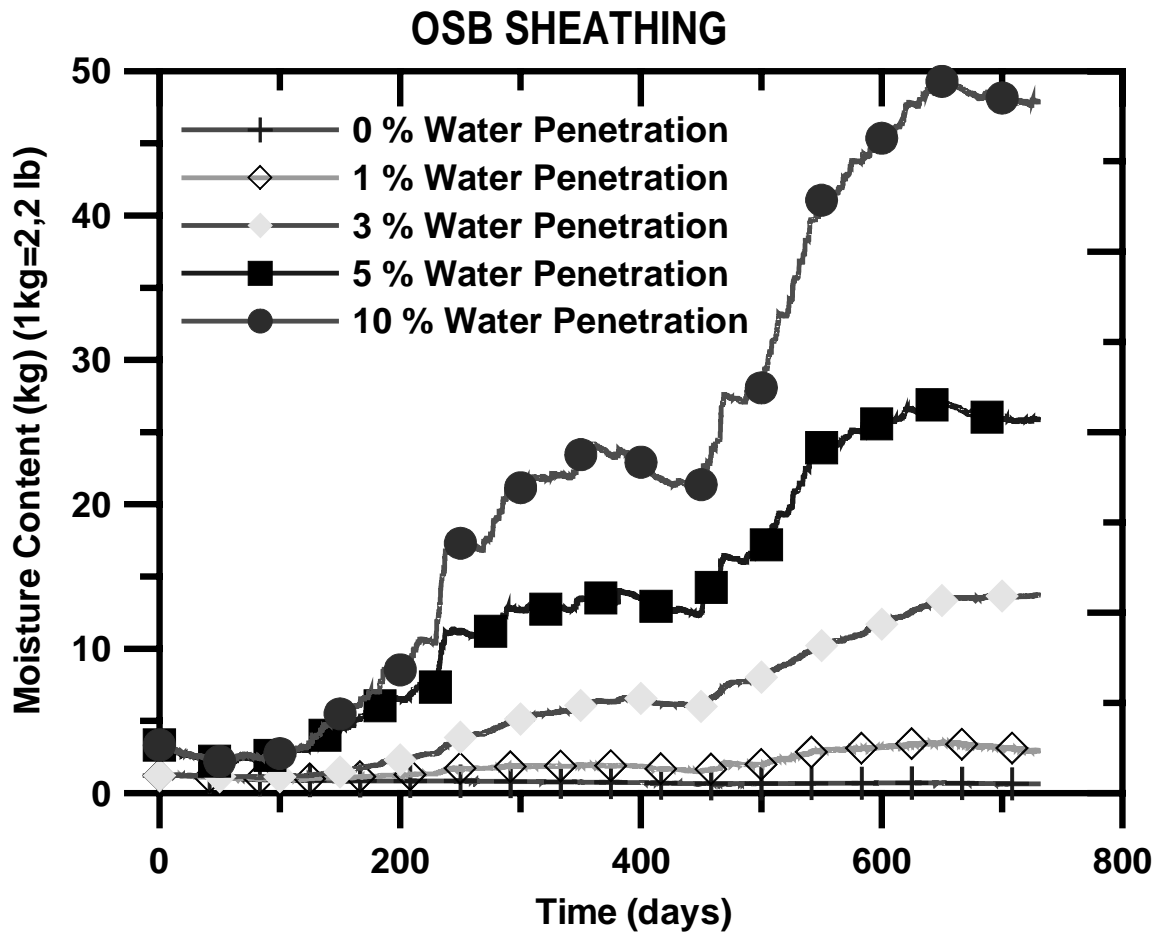 OSB SHEATHING
Moisture Content (kg) (1kg=2,2 lb)
50
40
30
20
10
0
0 % Water Penetration
1 % Water Penetration
3 % Water Penetration
5 % Water Penetration
10 % Water Penetration
0 200 400 600 800
Time (days)